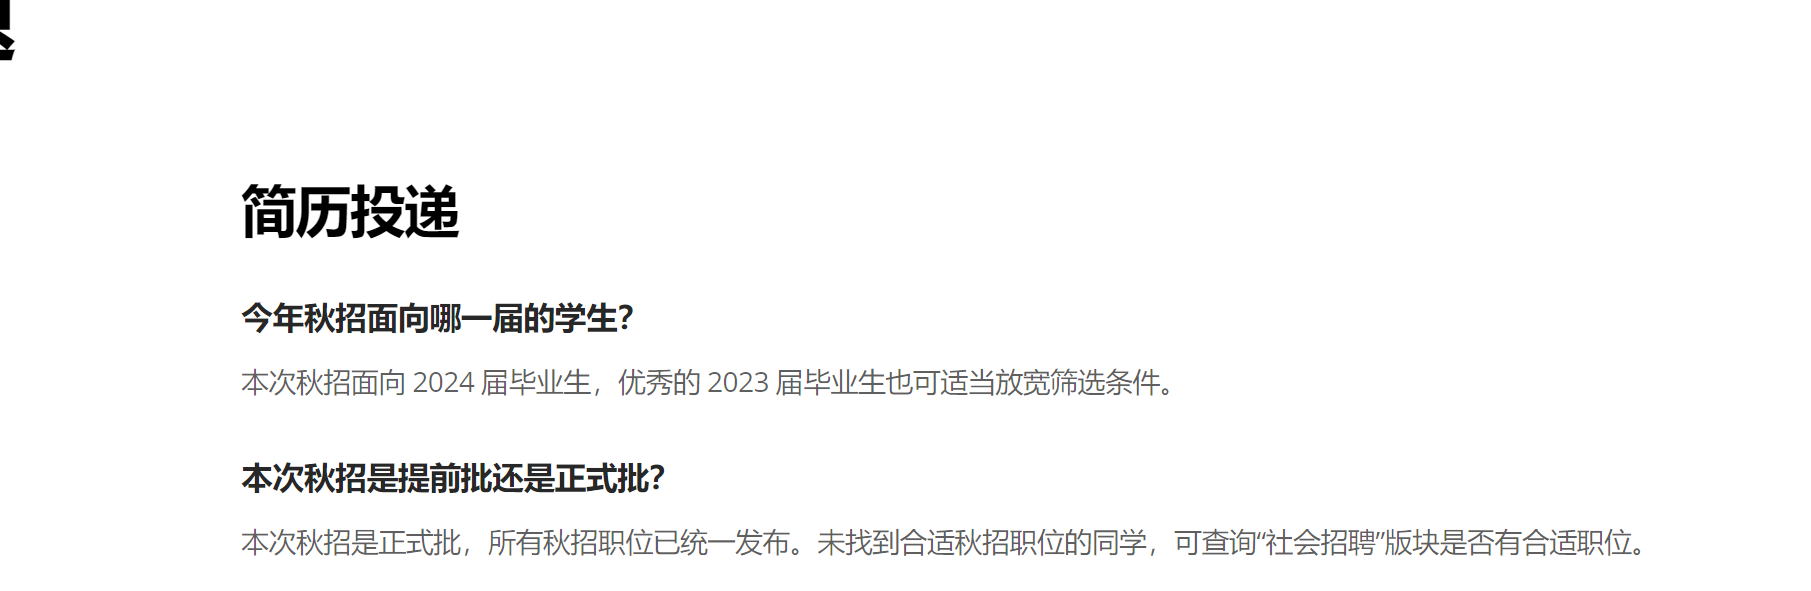 简历投递
今年秋招面向哪一届的学生?
本次秋招面向 2024 届毕业生，优秀的 2023 届毕业生也可适当放宽筛选条件。
本次秋招是提前批还是正式批?
本次秋招是正式批，所有秋招职位已统一发布。未找到合适秋招职位的同学，可查询“社会招聘”版块是否有合适职位。